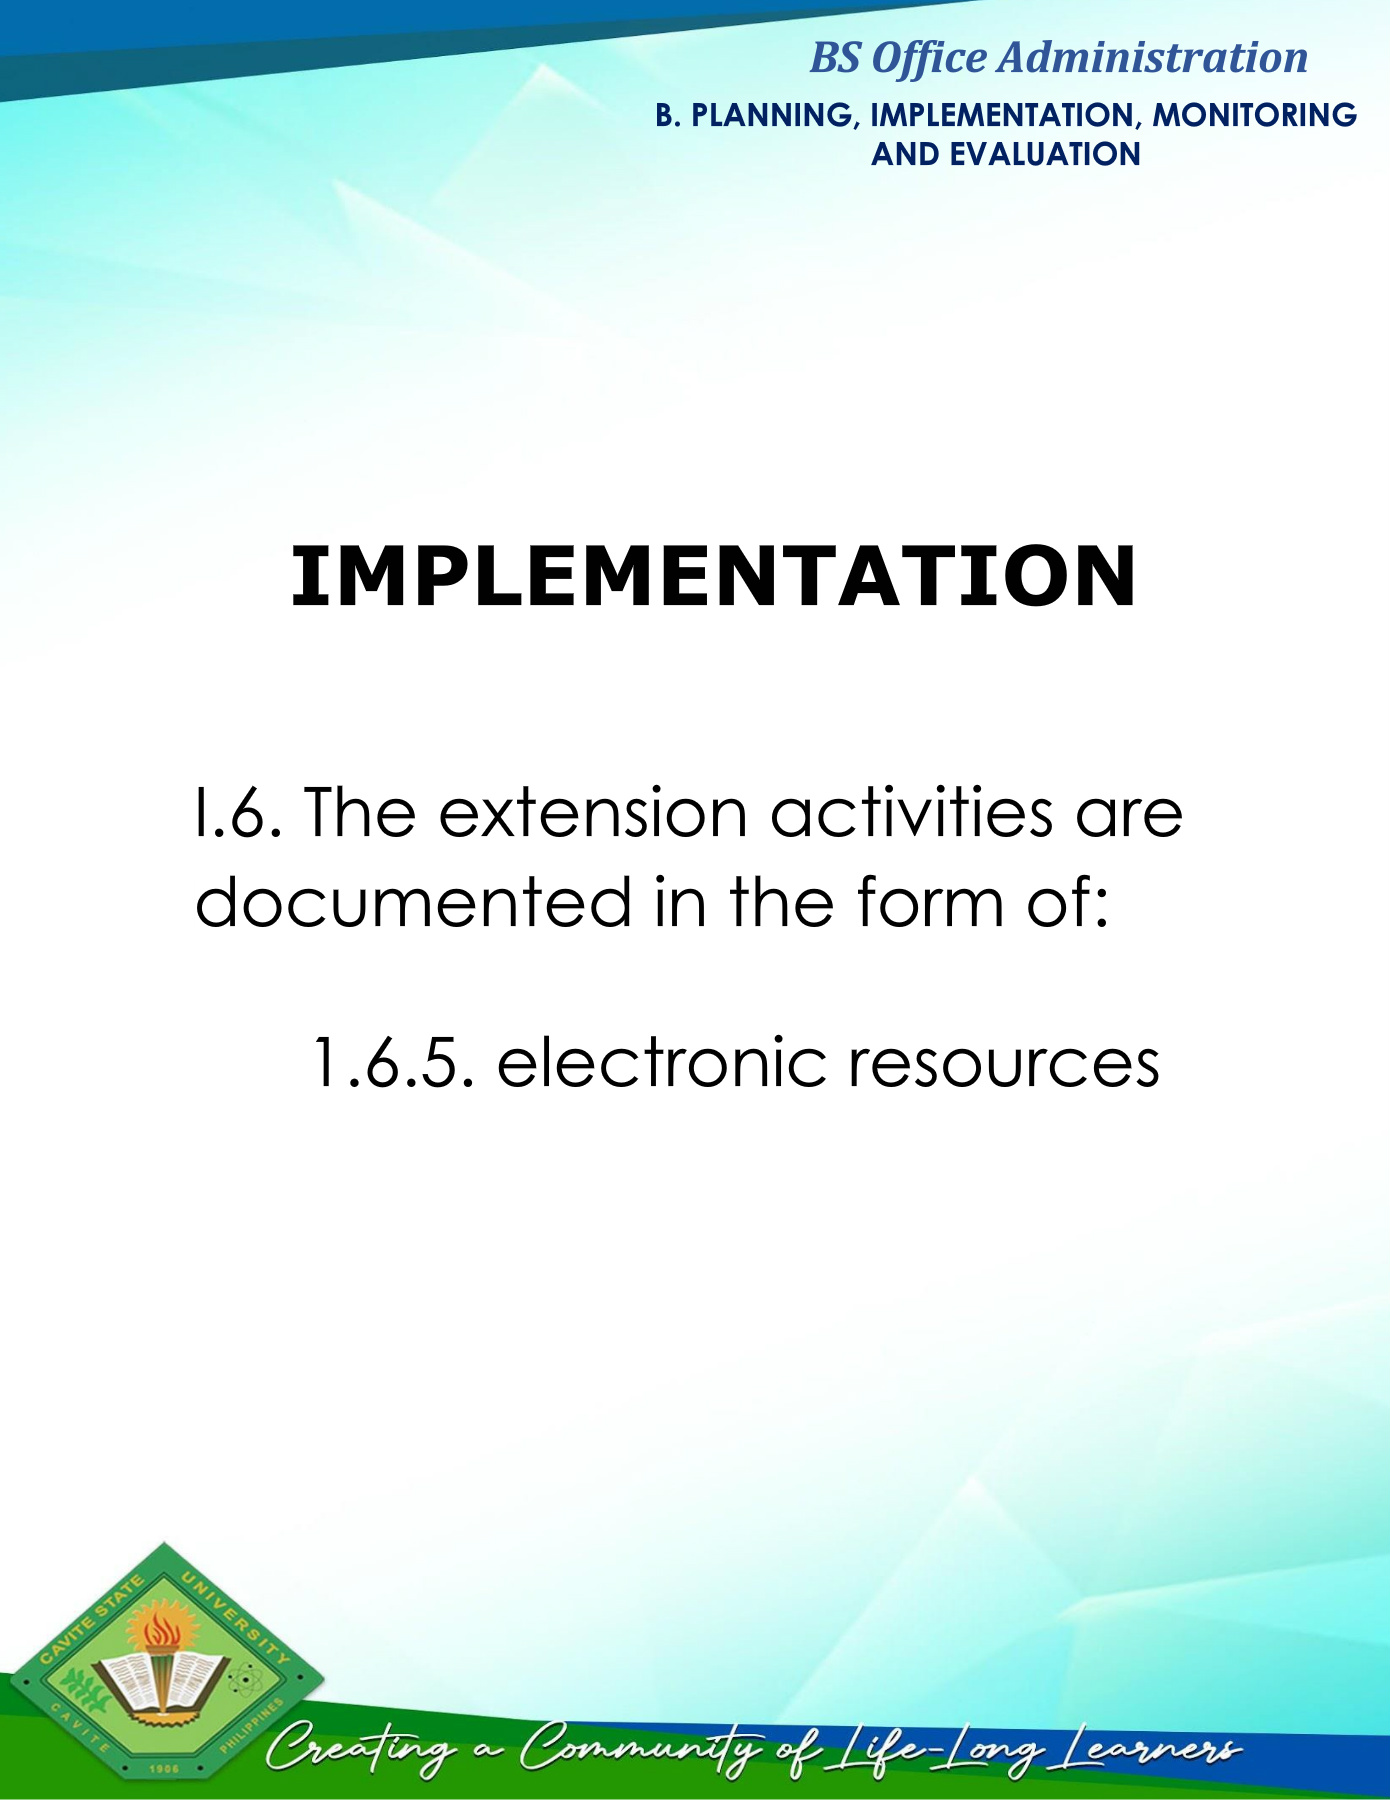 BS Office Administration
B. PLANNING, IMPLEMENTATION, MONITORING
AND EVALUATION
IMPLEMENTATION
I.6. The extension activities are
documented in the form of:
1.6.5. electronic resources
CAVITE STATE UNIVERSITY
CAVITE PHILIPPINES
1906
Creating a Community of Life-Long Learners